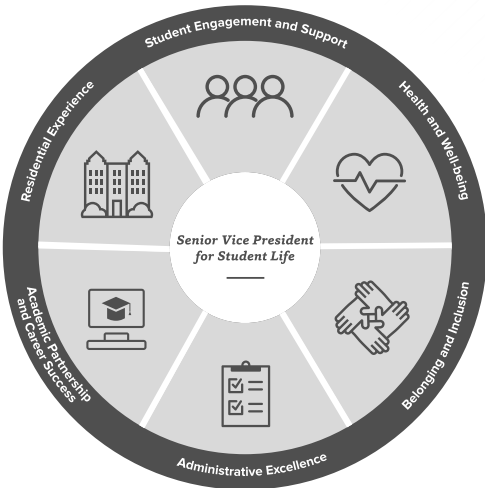 Student Engagement and Support
Health and Well-being
Belonging and Inclusion
Administrative Excellence
Academic Partnership
and Career Success
Residential Experience
Senior Vice President
for Student Life